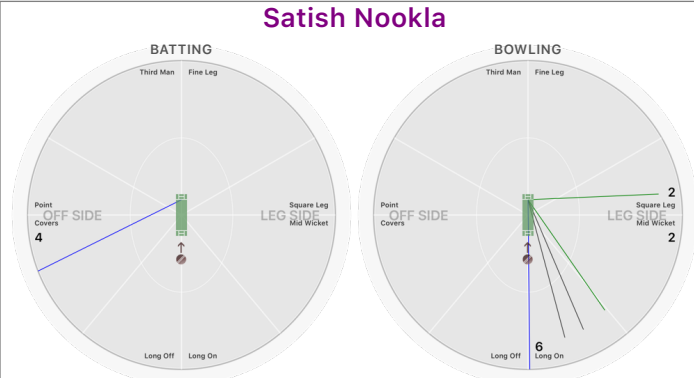 Satish Nookla
BATTING
Third Man Fine Leg
Point
OFF SIDE
Covers
4
Square Leg
LEG SIDE
Mid Wicket
Long Off Long On
BOWLING
Third Man Fine Leg
Point
OFF SIDE
Covers
2
Square Leg
LEG SIDE
Mid Wicket
2
6
Long Off Long On